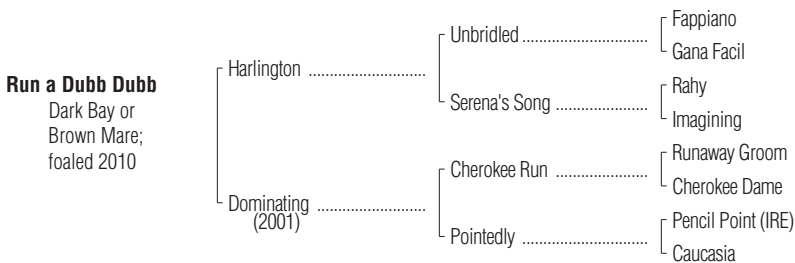 Fappiano
Unbridled ..............................
Gana Facil
Harlington ............................
Rahy
Serena's Song ......................
Imagining
Run a Dubb Dubb
Dark Bay or
Brown Mare;
foaled 2010
Runaway Groom
Cherokee Run ......................
Cherokee Dame
Dominating ..........................
(2001)
Pencil Point (IRE)
Pointedly ..............................
Caucasia